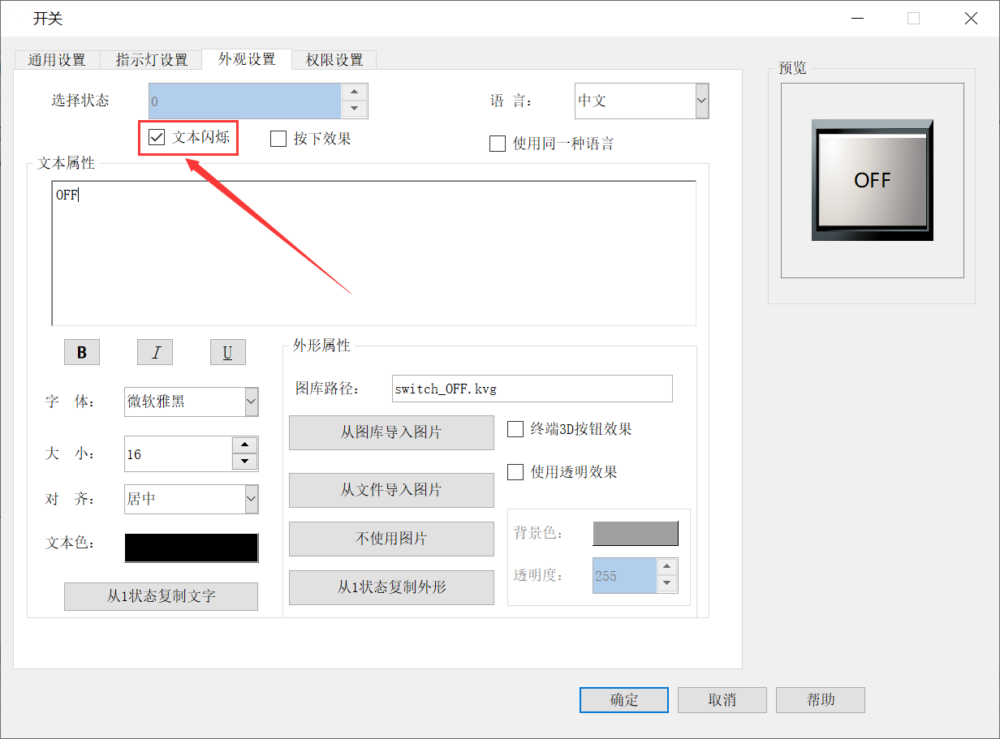 开关
通用设置 指示灯设置 外观设置 权限设置
选择状态 0 语 言： 中文
文本闪烁 按下效果 使用同一种语言
文本属性
OFF
B I U
字 体： 微软雅黑
大 小： 16
对 齐： 居中
文本色：
从1状态复制文字
外形属性
图库路径： switch_OFF.kvg
从图库导入图片 终端3D按钮效果
从文件导入图片 使用透明效果
不使用图片
从1状态复制外形
背景色：
透明度： 255
预览
OFF
确定 取消 帮助